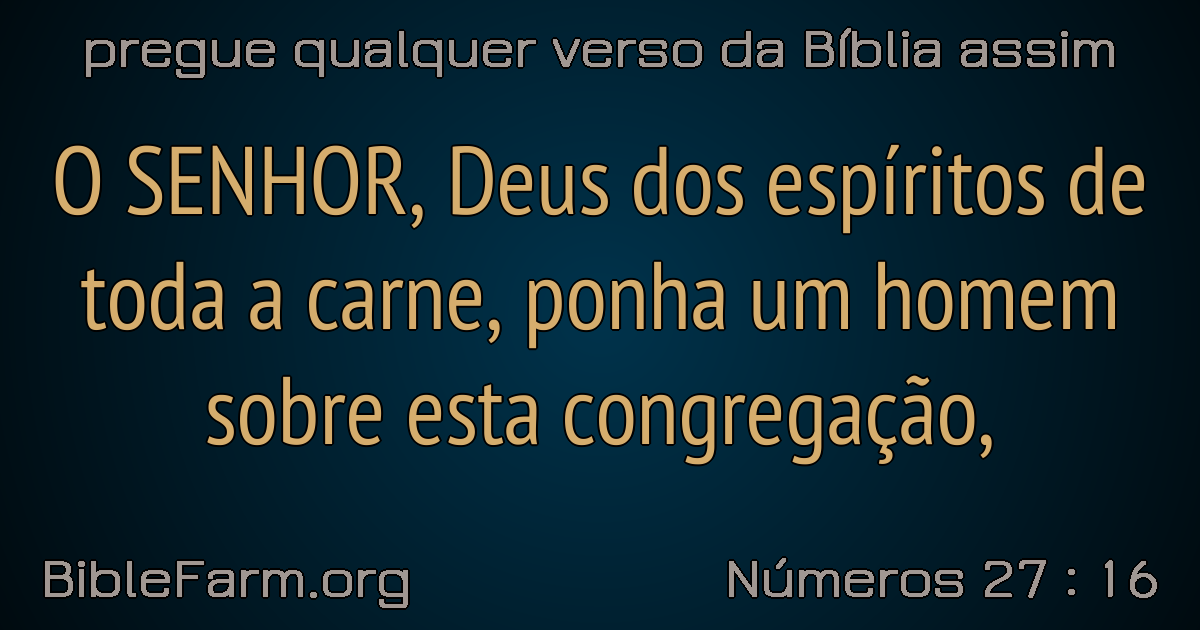 pregue qualquer verso da Bíblia assim
O SENHOR, Deus dos espíritos de
toda a carne, ponha um homem
sobre esta congregação,
BibleFarm.org
Números 27 : 16